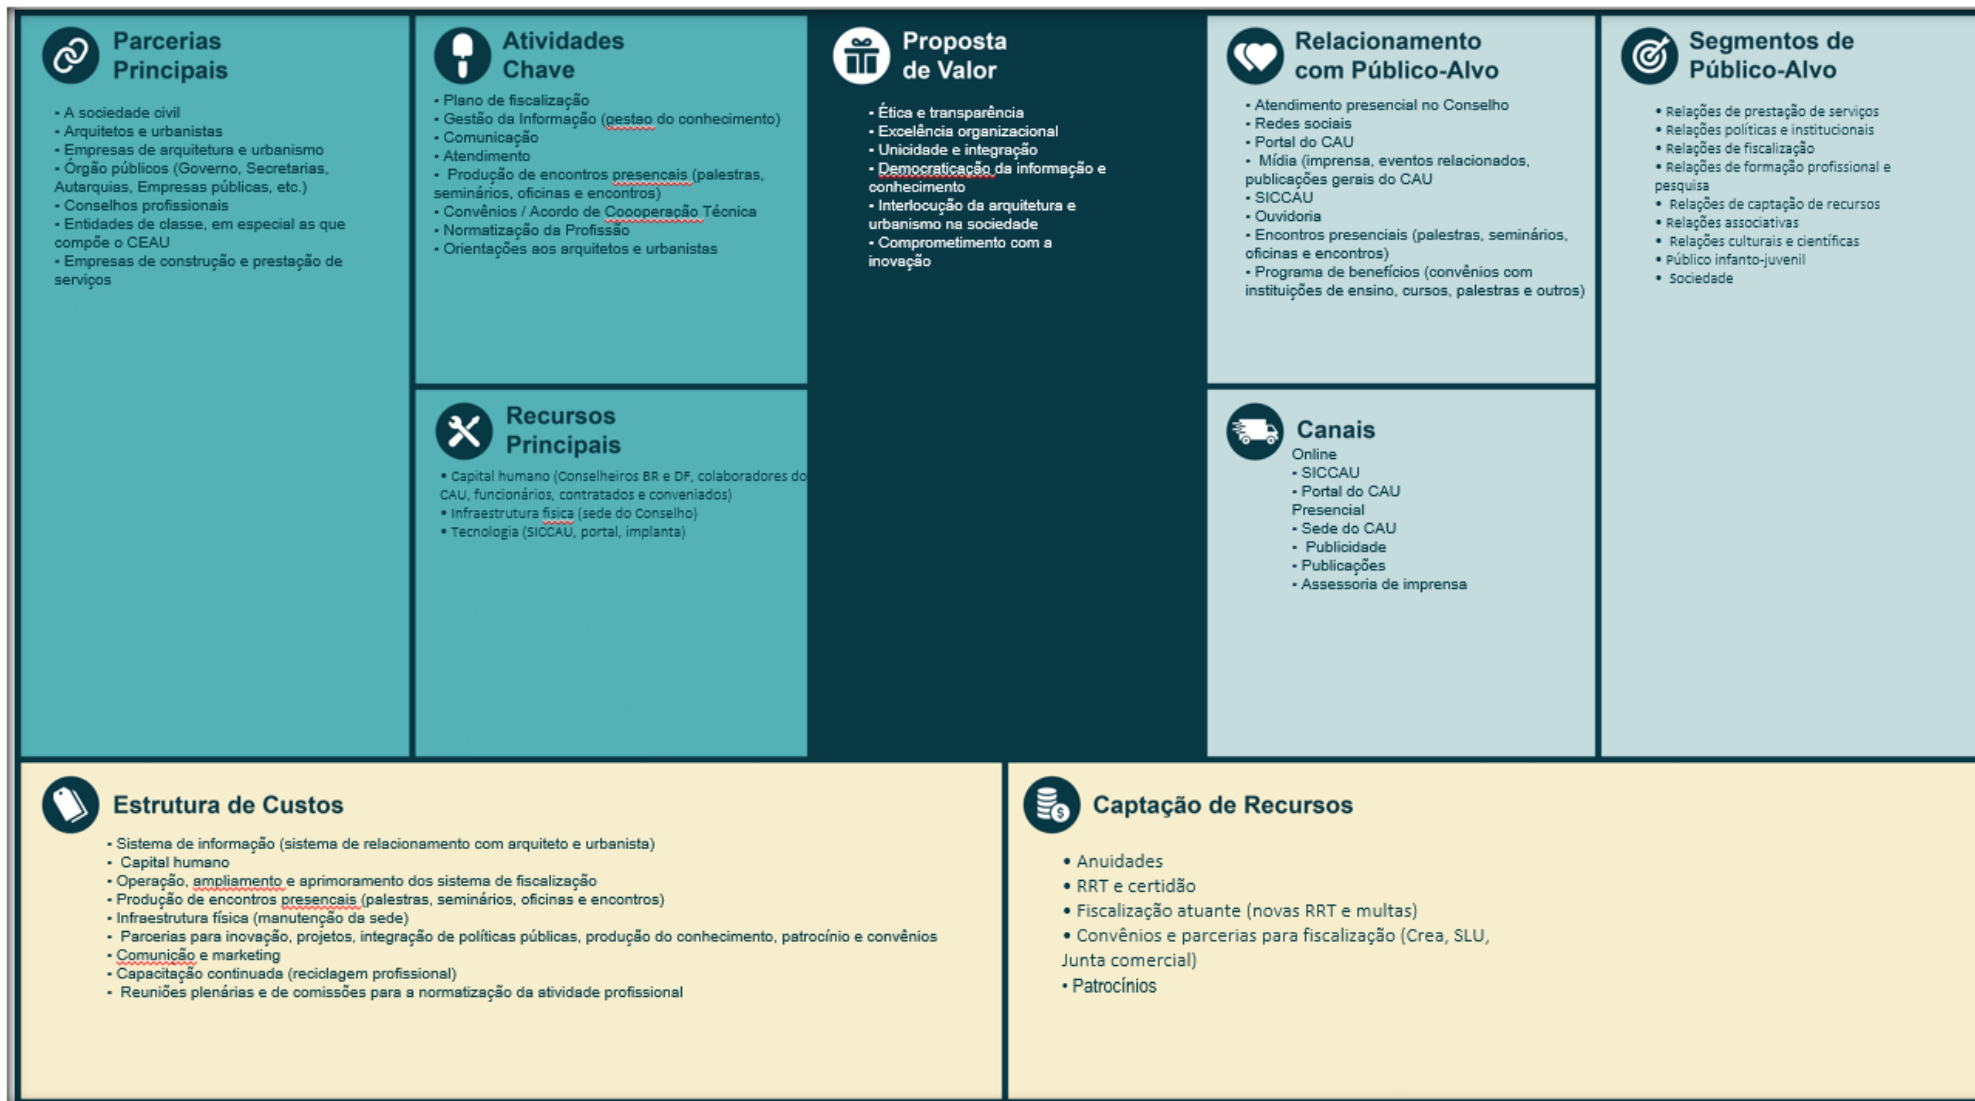 Parcerias
Principais
• A sociedade civil
• Arquitetos e urbanistas
• Empresas de arquitetura e urbanismo
• Órgão públicos (Governo, Secretarias,
Autarquias, Empresas públicas, etc.)
• Conselhos profissionais
• Entidades de classe, em especial as que
compõe o CEAU
• Empresas de construção e prestação de
serviços
Atividades
Chave
• Plano de fiscalização
• Gestão da Informação (gestao do conhecimento)
• Comunicação
• Atendimento
• Produção de encontros presencais (palestras,
seminários, oficinas e encontros)
• Convênios / Acordo de Coooperação Técnica
• Normatização da Profissão
• Orientações aos arquitetos e urbanistas
Recursos
Principais
• Capital humano (Conselheiros BR e DF, colaboradores do
CAU, funcionários, contratados e conveniados)
• Infraestrutura fisica (sede do Conselho)
• Tecnologia (SICCAU, portal, implanta)
Proposta
de Valor
• Ética e transparência
• Excelência organizacional
• Unicidade e integração
• Democraticação da informação e
conhecimento
• Interlocução da arquitetura e
urbanismo na sociedade
• Comprometimento com a
inovação
Relacionamento
com Público-Alvo
• Atendimento presencial no Conselho
• Redes sociais
• Portal do CAU
• Mídia (imprensa, eventos relacionados,
publicações gerais do CAU
• SICCAU
• Ouvidoria
• Encontros presenciais (palestras, seminários,
oficinas e encontros)
• Programa de benefícios (convênios com
instituições de ensino, cursos, palestras e outros)
Canais
Online
• SICCAU
• Portal do CAU
Presencial
• Sede do CAU
• Publicidade
• Publicações
• Assessoria de imprensa
Segmentos de
Público-Alvo
• Relações de prestação de serviços
• Relações políticas e institucionais
• Relações de fiscalização
• Relações de formação profissional e
pesquisa
• Relações de captação de recursos
• Relações associativas
• Relações culturais e científicas
• Público infanto-juvenil
• Sociedade
Estrutura de Custos
• Sistema de informação (sistema de relacionamento com arquiteto e urbanista)
• Capital humano
• Operação, ampliamento e aprimoramento dos sistema de fiscalização
• Produção de encontros presencais (palestras, seminários, oficinas e encontros)
• Infraestrutura física (manutenção da sede)
• Parcerias para inovação, projetos, integração de políticas públicas, produção do conhecimento, patrocínio e convênios
• Comunição e marketing
• Capacitação continuada (reciclagem profissional)
• Reuniões plenárias e de comissões para a normatização da atividade profissional
Captação de Recursos
• Anuidades
• RRT e certidão
• Fiscalização atuante (novas RRT e multas)
• Convênios e parcerias para fiscalização (Crea, SLU,
Junta comercial)
• Patrocínios